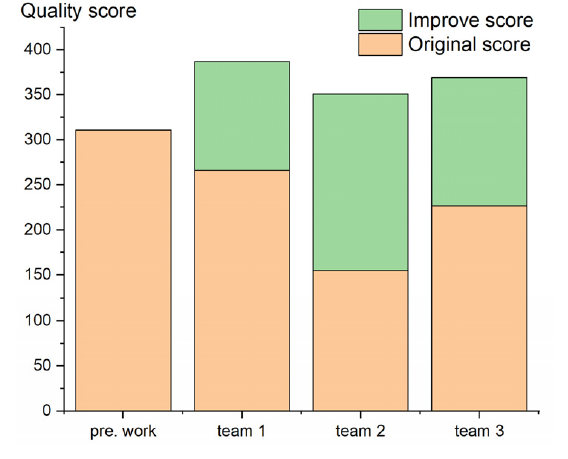 Quality score
Improve score
Original score
400
350
300
250
200
150
100
50
0
pre. work
team 1
team 2
team 3